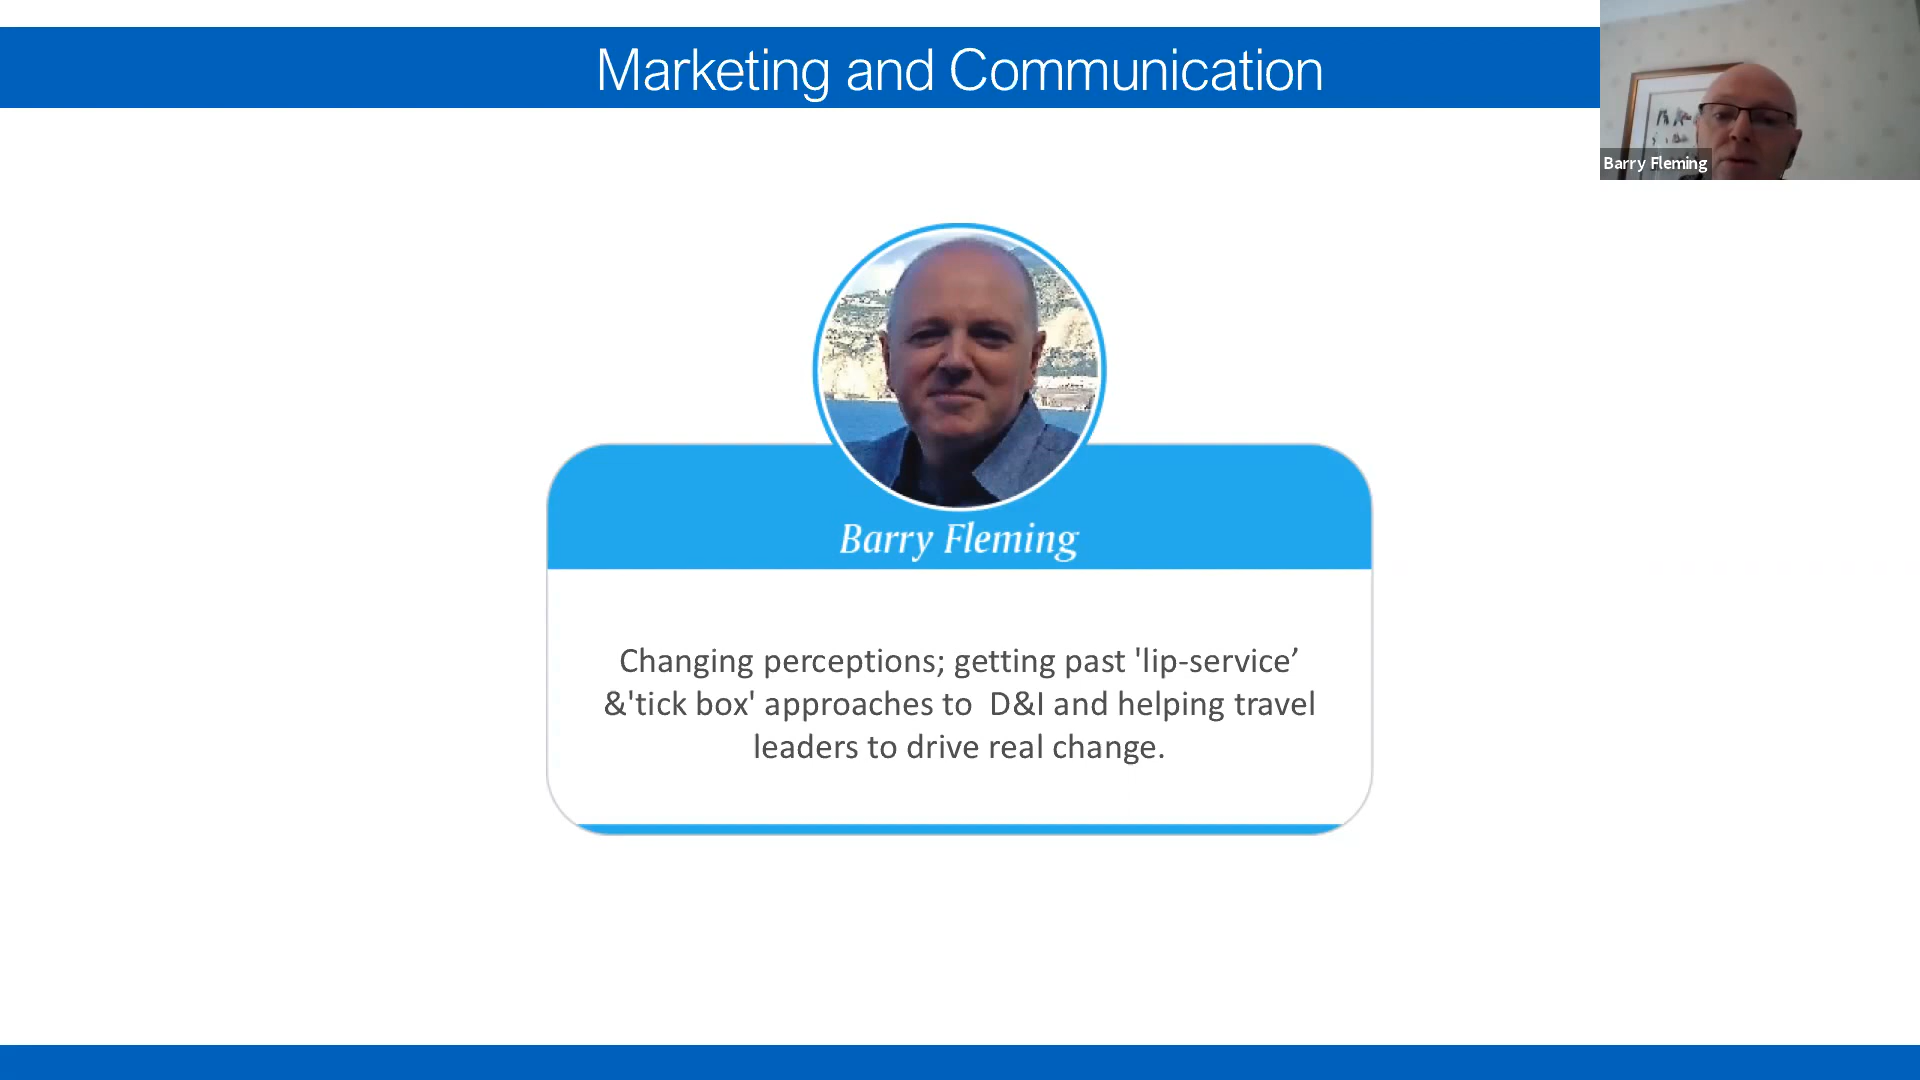 Marketing and Communication
Barry Fleming
Barry Fleming
Changing perceptions; getting past 'lip-service’
&'tick box' approaches to  D&I and helping travel
leaders to drive real change.